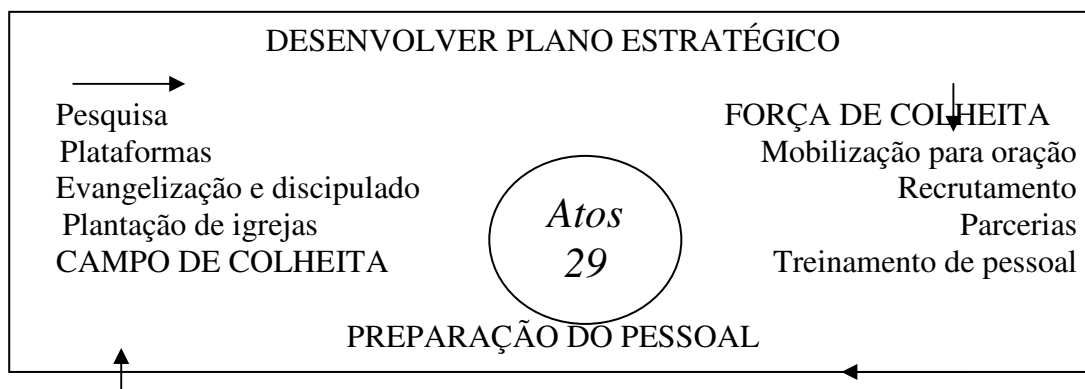 DESENVOLVER PLANO ESTRATÉGICO
Pesquisa
Plataformas
Evangelização e discipulado
Plantação de igrejas
CAMPO DE COLHEITA
Atos
29
FORÇA DE COLHEITA
Mobilização para oração
Recrutamento
Parcerias
Treinamento de pessoal
PREPARAÇÃO DO PESSOAL